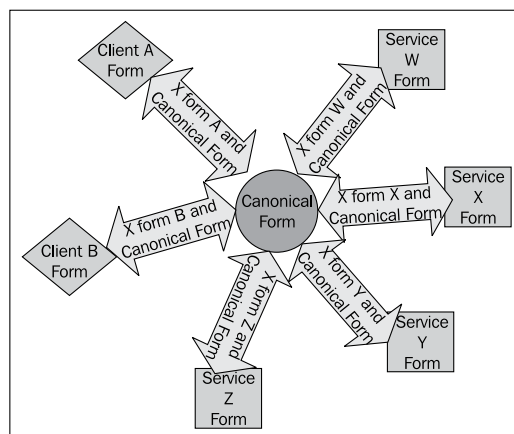 Client A
Form
Service
W
Form
X form A and
Canonical Form
X form W and
Canonical Form
Canonical
Form
X form X and
Canonical Form
Service
X
Form
Client B
Form
X form B and
Canonical Form
X form Z and
Canonical Form
X form Y and
Canonical Form
Service
Y
Form
Service
Z
Form